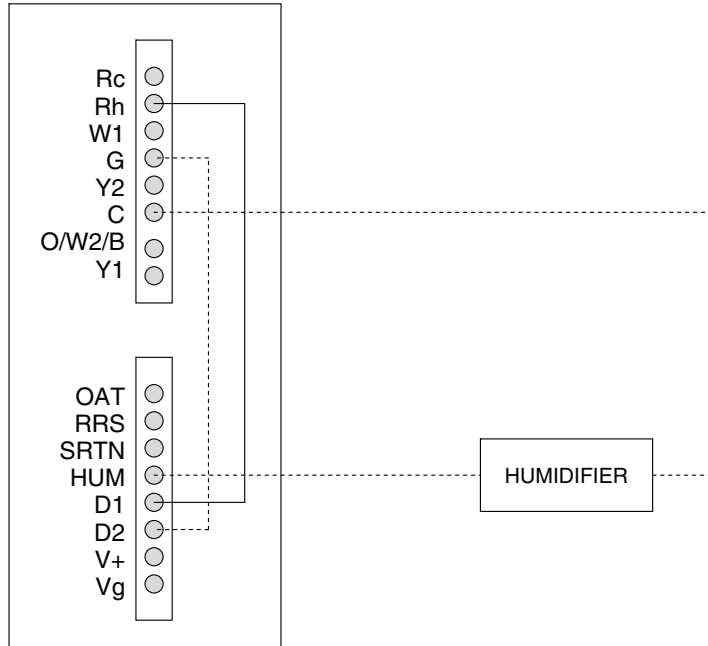 Rc
Rh
W1
G
Y2
C
O/W2/B
Y1
OAT
RRS
SRTN
HUM
HUMIDIFIER
D1
D2
V+
Vg